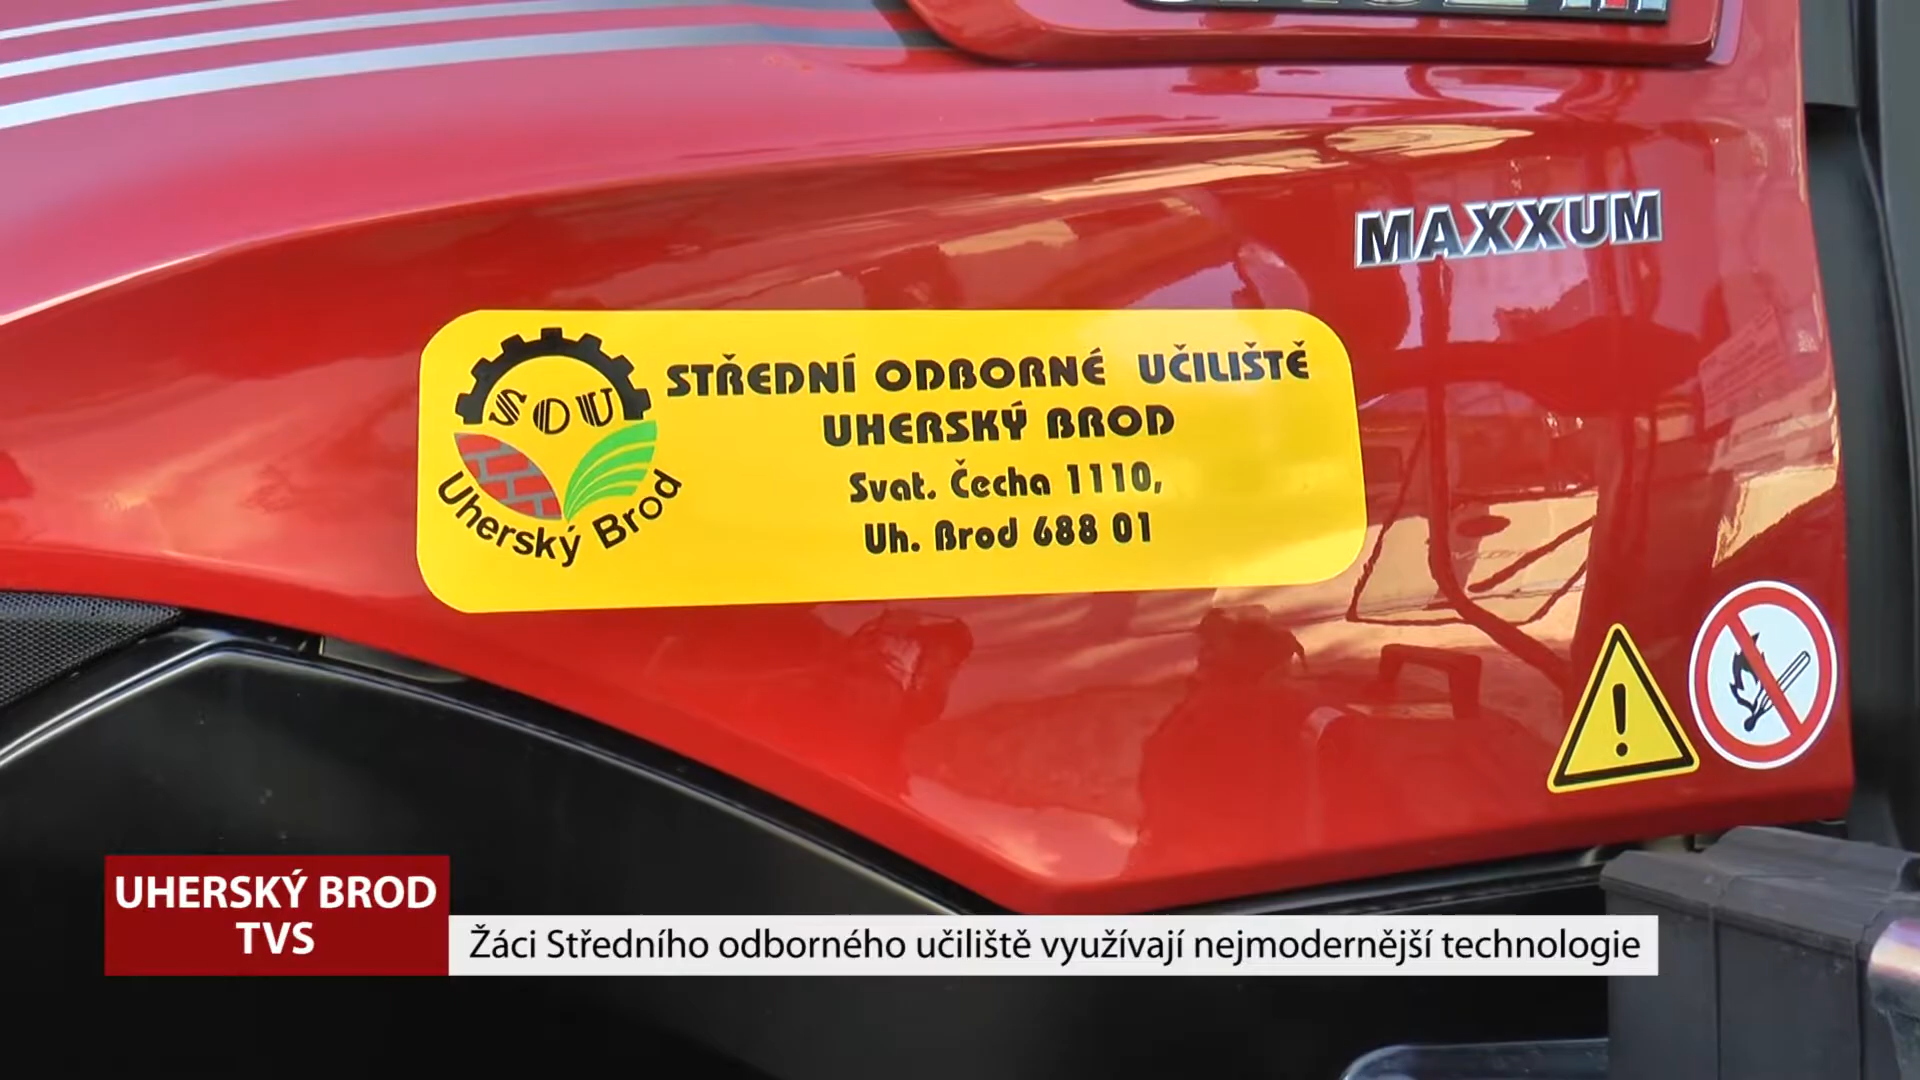 MAXXUM
SOU
Uherský Brod
STŘEDNÍ ODBORNÉ UČILIŠTĚ
UHERSKÝ BROD
Svat. Čecha 1110,
Uh. Brod 688 01
UHERSKÝ BROD
TVS
Žáci Středního odborného učiliště využívají nejmodernější technologie